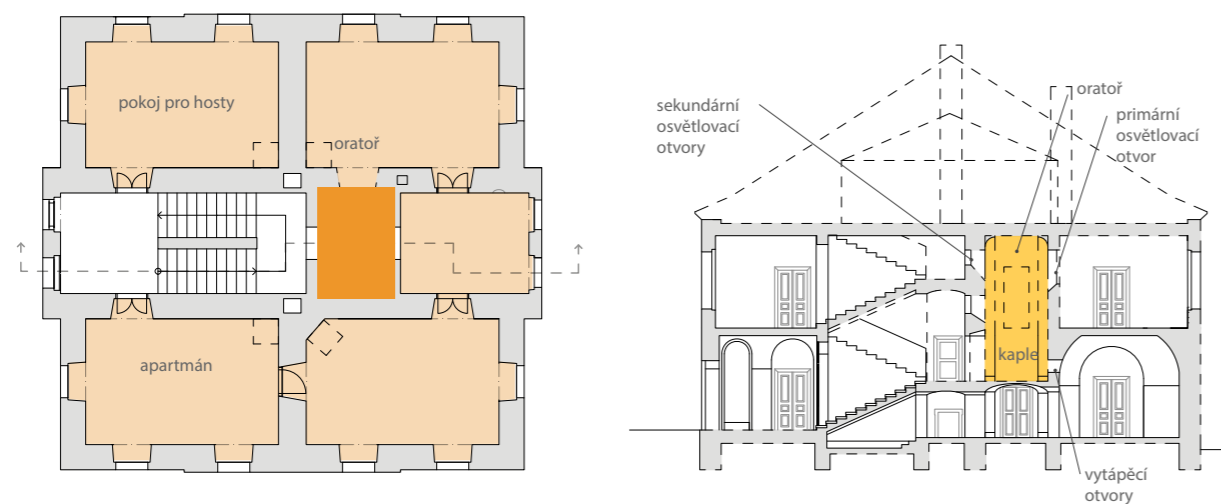 pokoj pro hosty
oratoř
apartmán
sekundární
osvětlovací
otvory
oratoř
primární
osvětlovací
otvor
kaple
vytápěcí
otvory